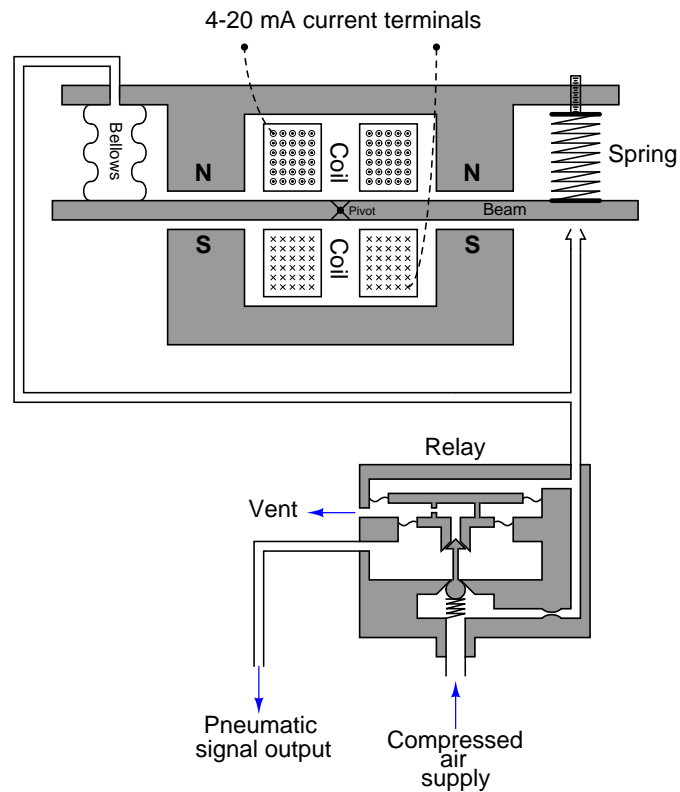 4-20 mA current terminals
Bellows
N
Coil
N
Spring
Pivot
Beam
S
Coil
S
Relay
Vent
Pneumatic
signal output
Compressed
air
supply